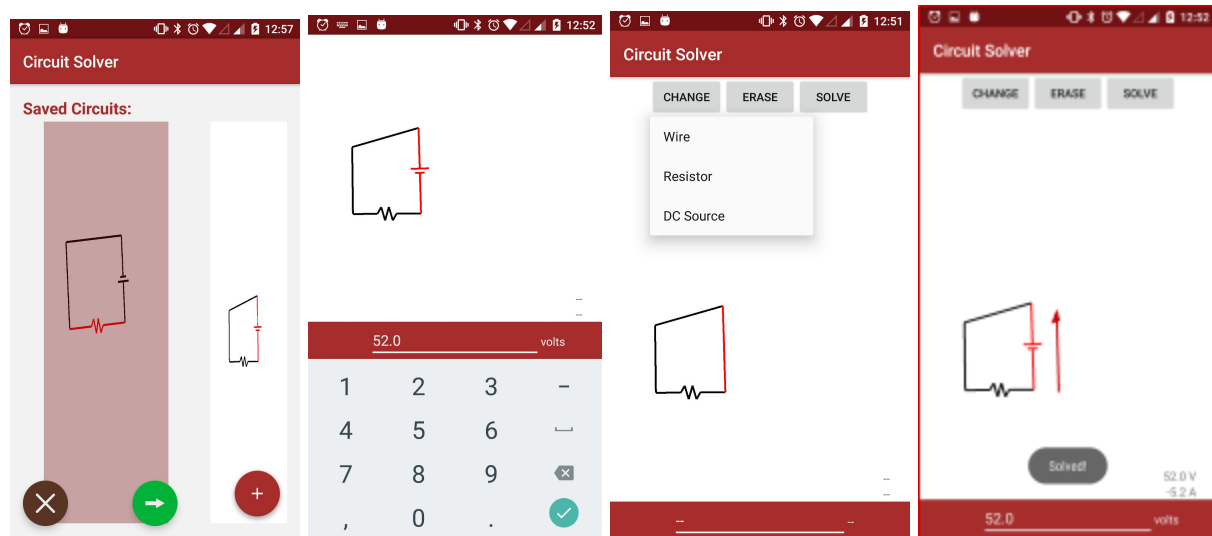 12:57
Circuit Solver
Saved Circuits:
+
12:52
--
--
52.0 volts
1 2 3 –
4 5 6
7 8 9
, 0 .
12:51
Circuit Solver
CHANGE ERASE SOLVE
Wire
Resistor
DC Source
--
--
-- --
12:52
Circuit Solver
CHANGE ERASE SOLVE
Solved!
52.0 V
-5.2 A
52.0 volts